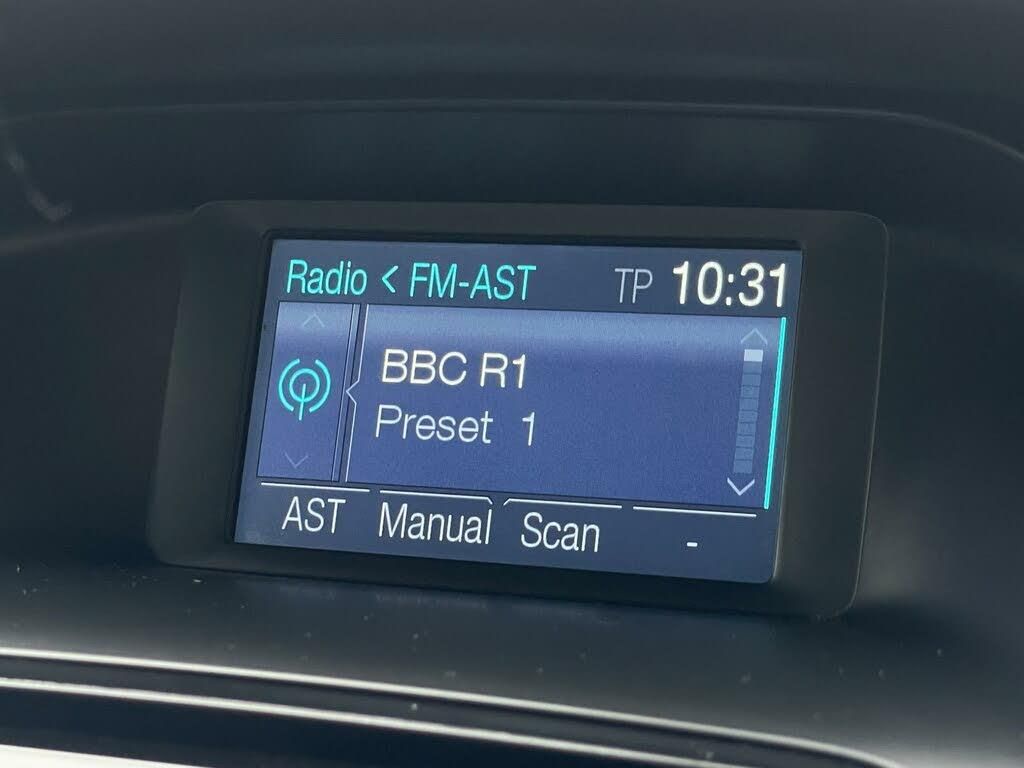 Radio < FM-AST TP 10:31
BBC R1
Preset 1
AST Manual Scan -